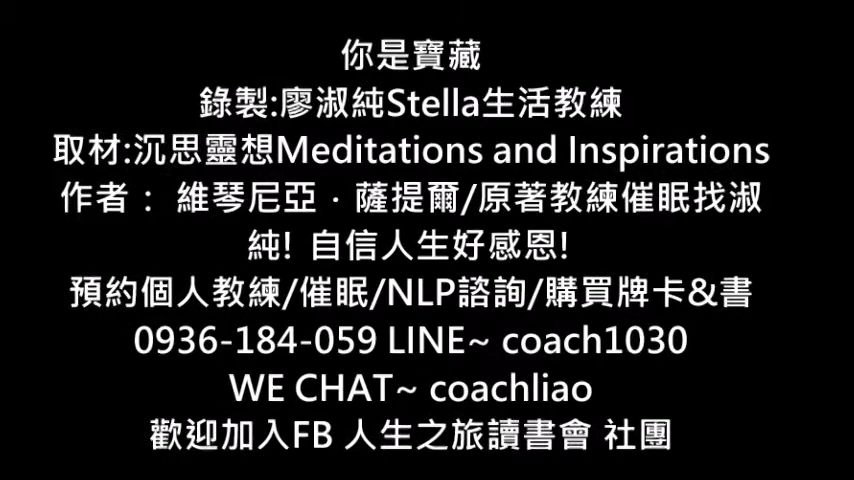 你是寶藏
錄製:廖淑純Stella生活教練
取材:沉思靈想Meditations and Inspirations
作者： 維琴尼亞．薩提爾/原著教練催眠找淑
純! 自信人生好感恩!
預約個人教練/催眠/NLP諮詢/購買牌卡&書
0936-184-059 LINE~ coach1030
WE CHAT~ coachliao
歡迎加入FB 人生之旅讀書會 社團